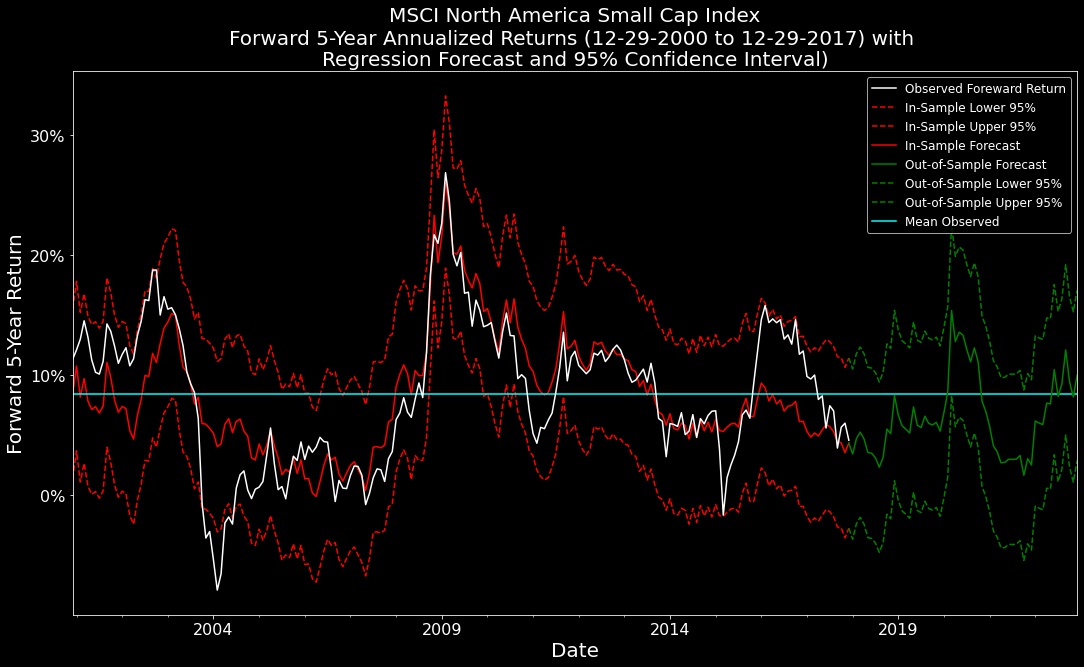 MSCI North America Small Cap Index
Forward 5-Year Annualized Returns (12-29-2000 to 12-29-2017) with
Regression Forecast and 95% Confidence Interval)
Observed Foreward Return
In-Sample Lower 95%
In-Sample Upper 95%
In-Sample Forecast
Out-of-Sample Forecast
Out-of-Sample Lower 95%
Out-of-Sample Upper 95%
Mean Observed
Forward 5-Year Return
30%
20%
10%
0%
2004
2009
2014
2019
Date